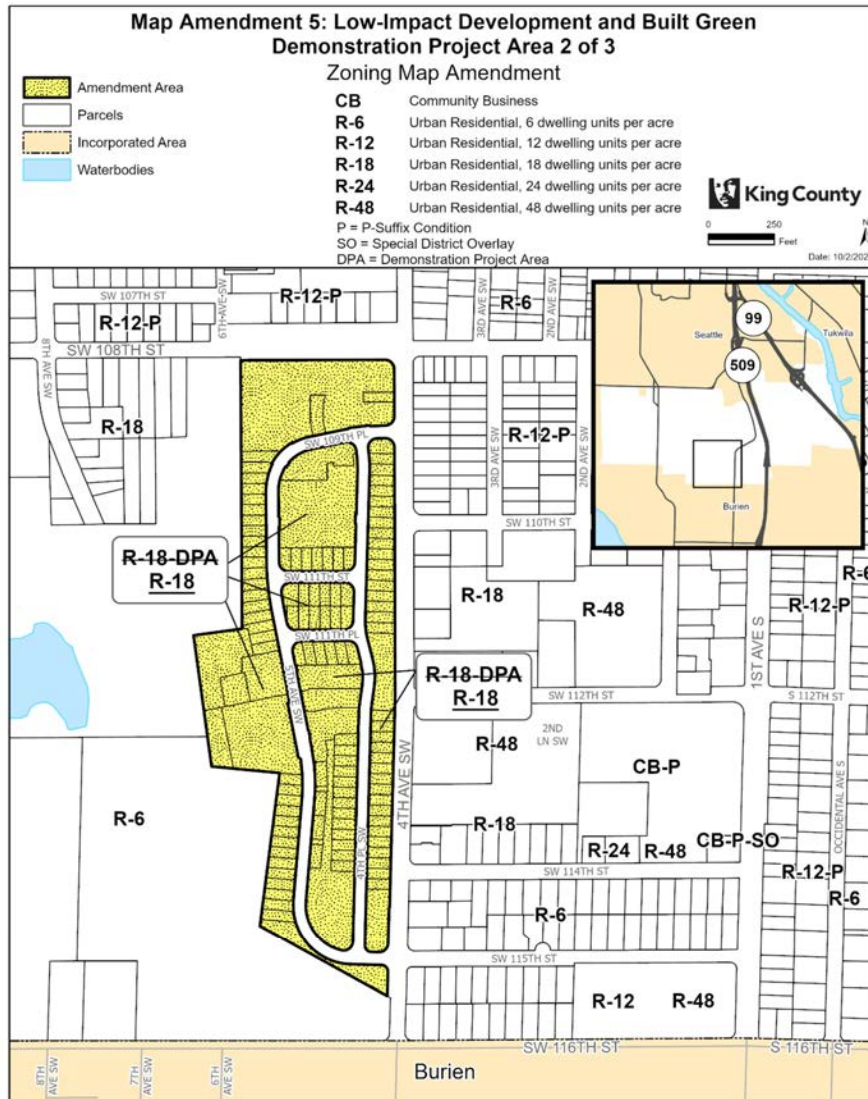 Map Amendment 5: Low-Impact Development and Built Green
Demonstration Project Area 2 of 3
Zoning Map Amendment
Amendment Area
Parcels
Incorporated Area
Waterbodies
CB Community Business
R-6 Urban Residential, 6 dwelling units per acre
R-12 Urban Residential, 12 dwelling units per acre
R-18 Urban Residential, 18 dwelling units per acre
R-24 Urban Residential, 24 dwelling units per acre
R-48 Urban Residential, 48 dwelling units per acre
P = P-Suffix Condition
SO = Special District Overlay
DPA = Demonstration Project Area
King County
0 250
Feet
N
SW 107TH ST
R-12-P
6TH AVE SW
R-12-P
3RD AVE SW
R-6
2ND AVE SW
8TH AVE SW
SW 108TH ST
R-18
SW 109TH PL
3RD AVE SW
R-12-P
2ND AVE SW
SW 110TH ST
99
509
Seattle
Tukwila
Burien
R-18-DPA
R-18
SW 111TH ST
SW 111TH PL
5TH AVE SW
R-18
R-48
1ST AVE S
R-12-P
R-6
R-18-DPA
R-18
SW 112TH ST
S 112TH ST
4TH AVE SW
R-48
2ND
LN SW
CB-P
R-6
4TH PL SW
R-18
R-24
R-48
CB-P-SO
OCCIDENTAL AVE S
SW 114TH ST
R-12-P
R-6
R-6
SW 115TH ST
R-12
R-48
SW 116TH ST
S 116TH ST
8TH
AVE SW
7TH
AVE SW
6TH
AVE SW
Burien